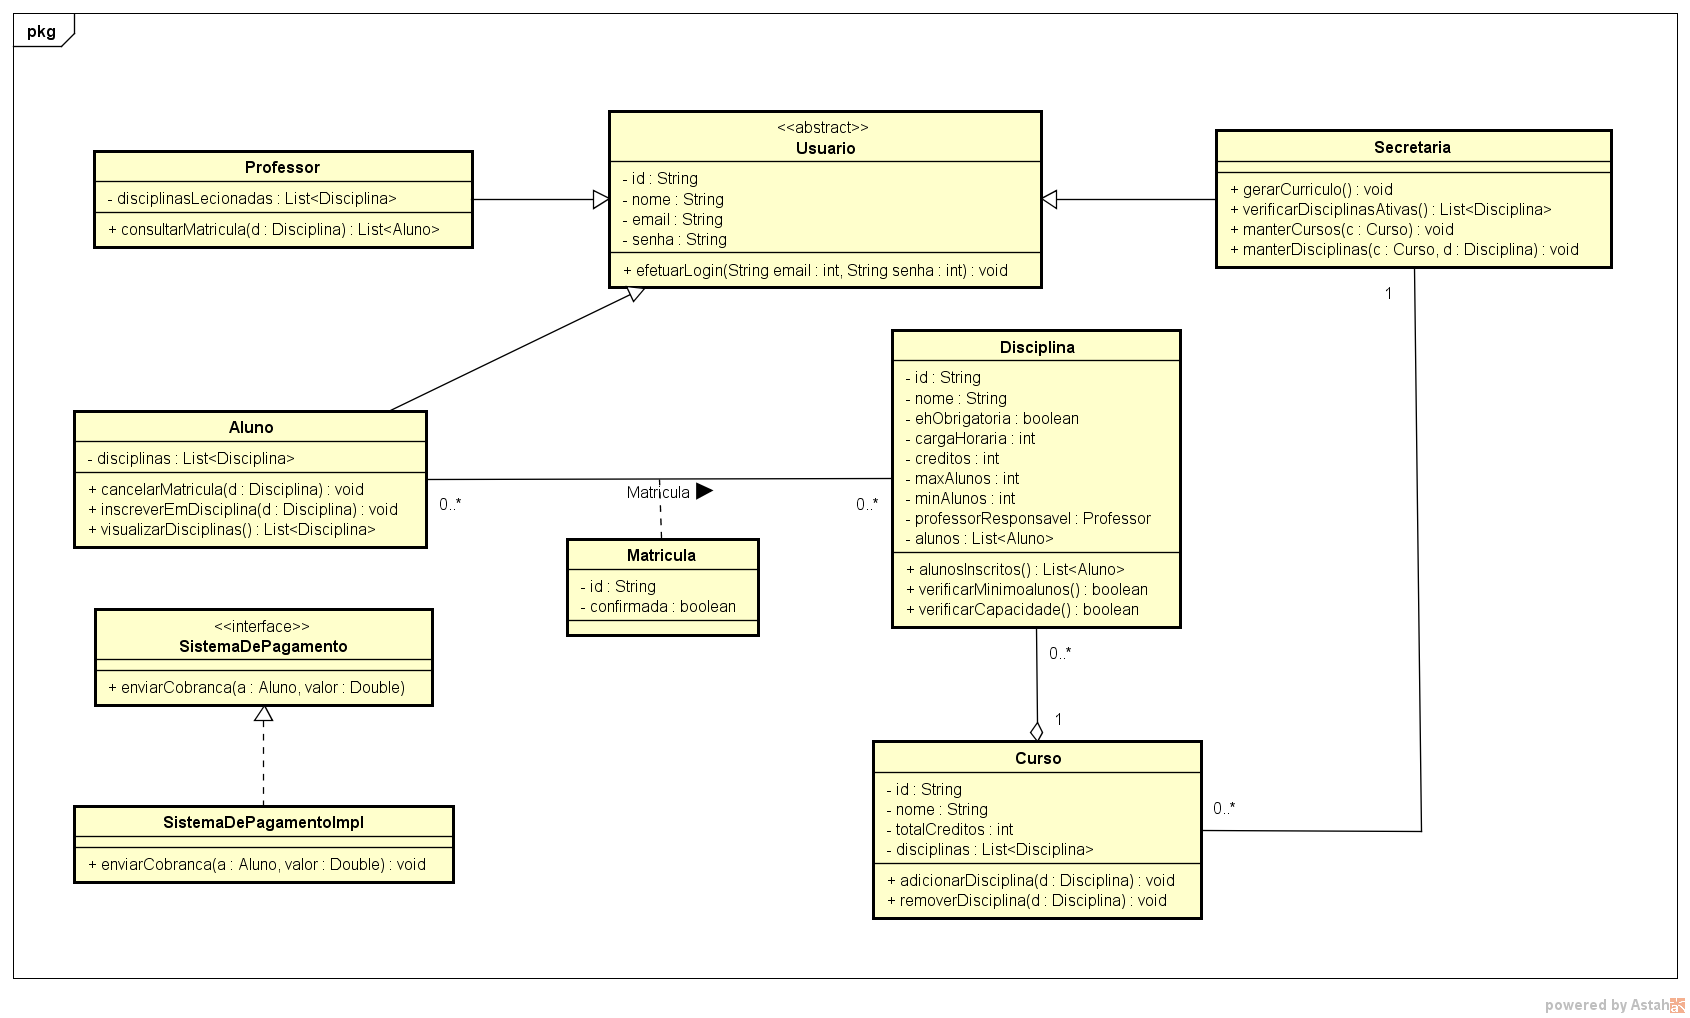 pkg
<<abstract>>
Usuario
- id : String
- nome : String
- email : String
- senha : String
+ efetuarLogin(String email : int, String senha : int) : void
Professor
- disciplinasLecionadas : List<Disciplina>
+ consultarMatricula(d : Disciplina) : List<Aluno>
Secretaria
+ gerarCurriculo() : void
+ verificarDisciplinasAtivas() : List<Disciplina>
+ manterCursos(c : Curso) : void
+ manterDisciplinas(c : Curso, d : Disciplina) : void
1
Disciplina
- id : String
- nome : String
- ehObrigatoria : boolean
- cargaHoraria : int
- creditos : int
- maxAlunos : int
- minAlunos : int
- professorResponsavel : Professor
- alunos : List<Aluno>
+ alunosInscritos() : List<Aluno>
+ verificarMinimoalunos() : boolean
+ verificarCapacidade() : boolean
Aluno
- disciplinas : List<Disciplina>
+ cancelarMatricula(d : Disciplina) : void
+ inscreverEmDisciplina(d : Disciplina) : void
+ visualizarDisciplinas() : List<Disciplina>
0..*
Matricula
0..*
Matricula
- id : String
- confirmada : boolean
<<interface>>
SistemaDePagamento
+ enviarCobranca(a : Aluno, valor : Double)
SistemaDePagamentoImpl
+ enviarCobranca(a : Aluno, valor : Double) : void
0..*
1
Curso
- id : String
- nome : String
- totalCreditos : int
- disciplinas : List<Disciplina>
+ adicionarDisciplina(d : Disciplina) : void
+ removerDisciplina(d : Disciplina) : void
0..*
powered by Astah